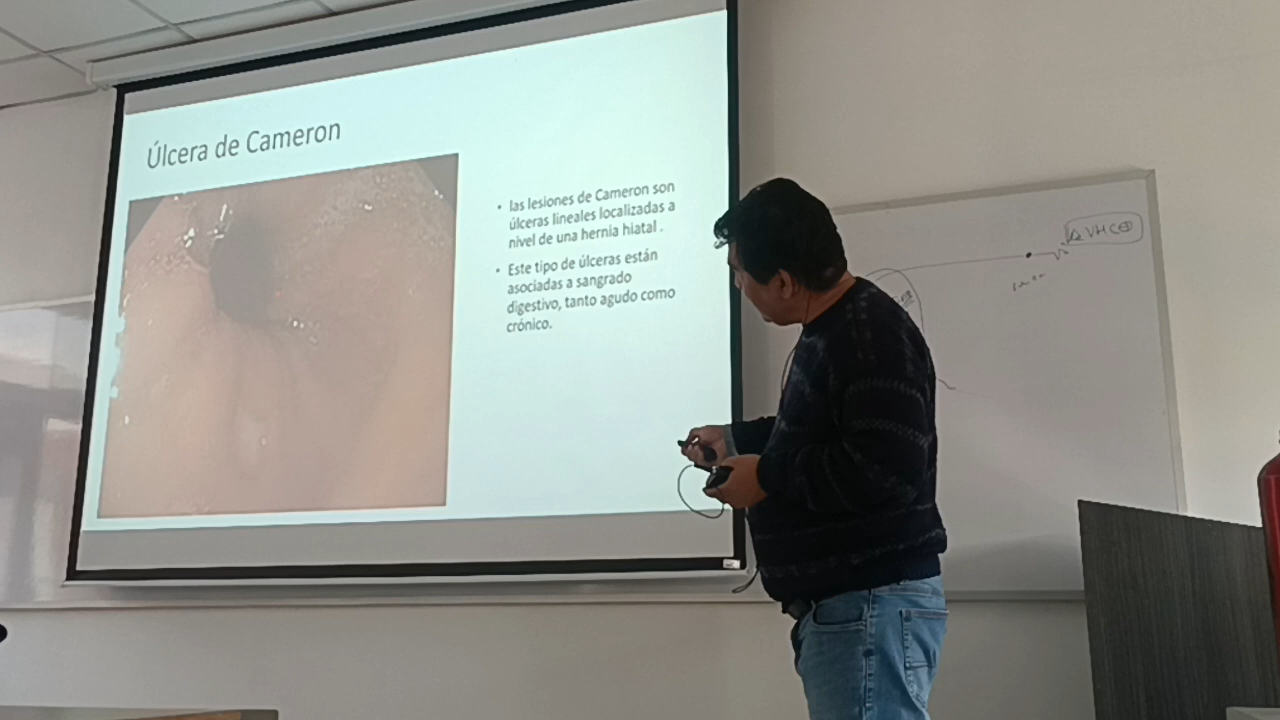 Úlcera de Cameron
• las lesiones de Cameron son
úlceras lineales localizadas a
nivel de una hernia hiatal .
• Este tipo de úlceras están
asociadas a sangrado
digestivo, tanto agudo como
crónico.